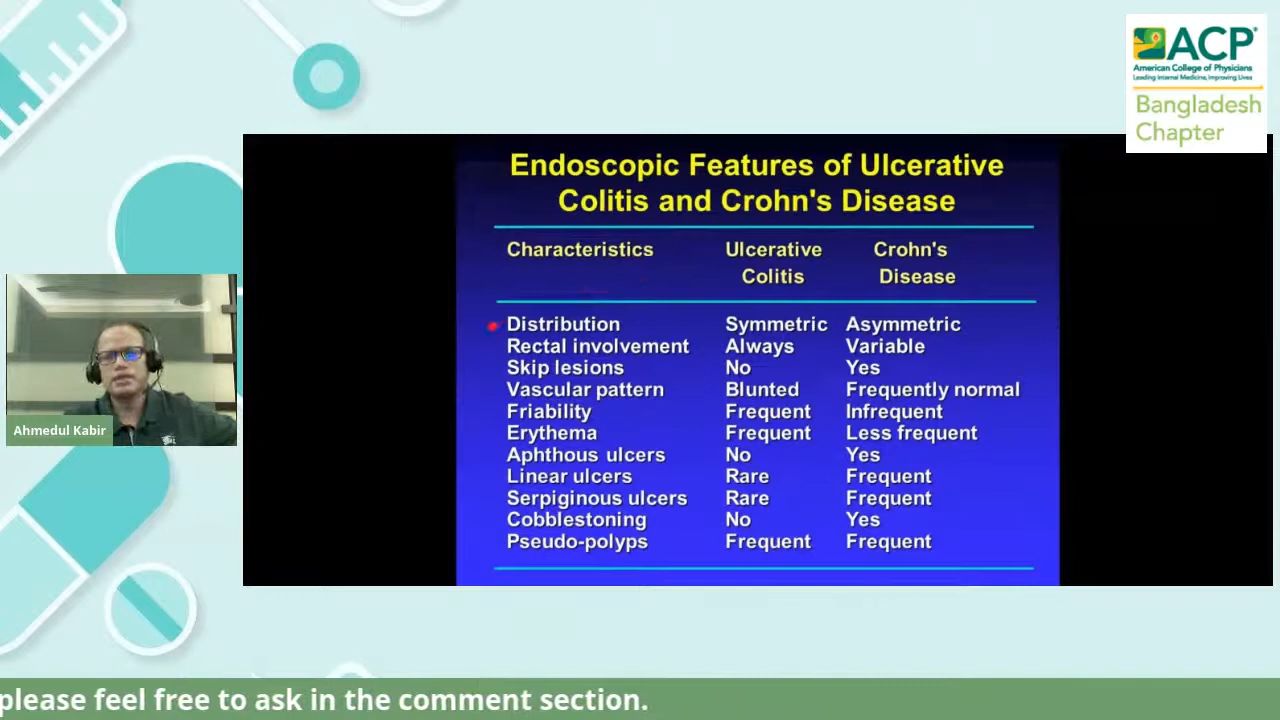 ACP
American College of Physicians
Leading Internal Medicine, Improving Lives
Bangladesh
Chapter
Endoscopic Features of Ulcerative
Colitis and Crohn's Disease
Characteristics Ulcerative Colitis Crohn's Disease
Distribution Symmetric Asymmetric
Rectal involvement Always Variable
Skip lesions No Yes
Vascular pattern Blunted Frequently normal
Friability Frequent Infrequent
Erythema Frequent Less frequent
Aphthous ulcers No Yes
Linear ulcers Rare Frequent
Serpiginous ulcers Rare Frequent
Cobblestoning No Yes
Pseudo-polyps Frequent Frequent
Ahmedul Kabir
please feel free to ask in the comment section.